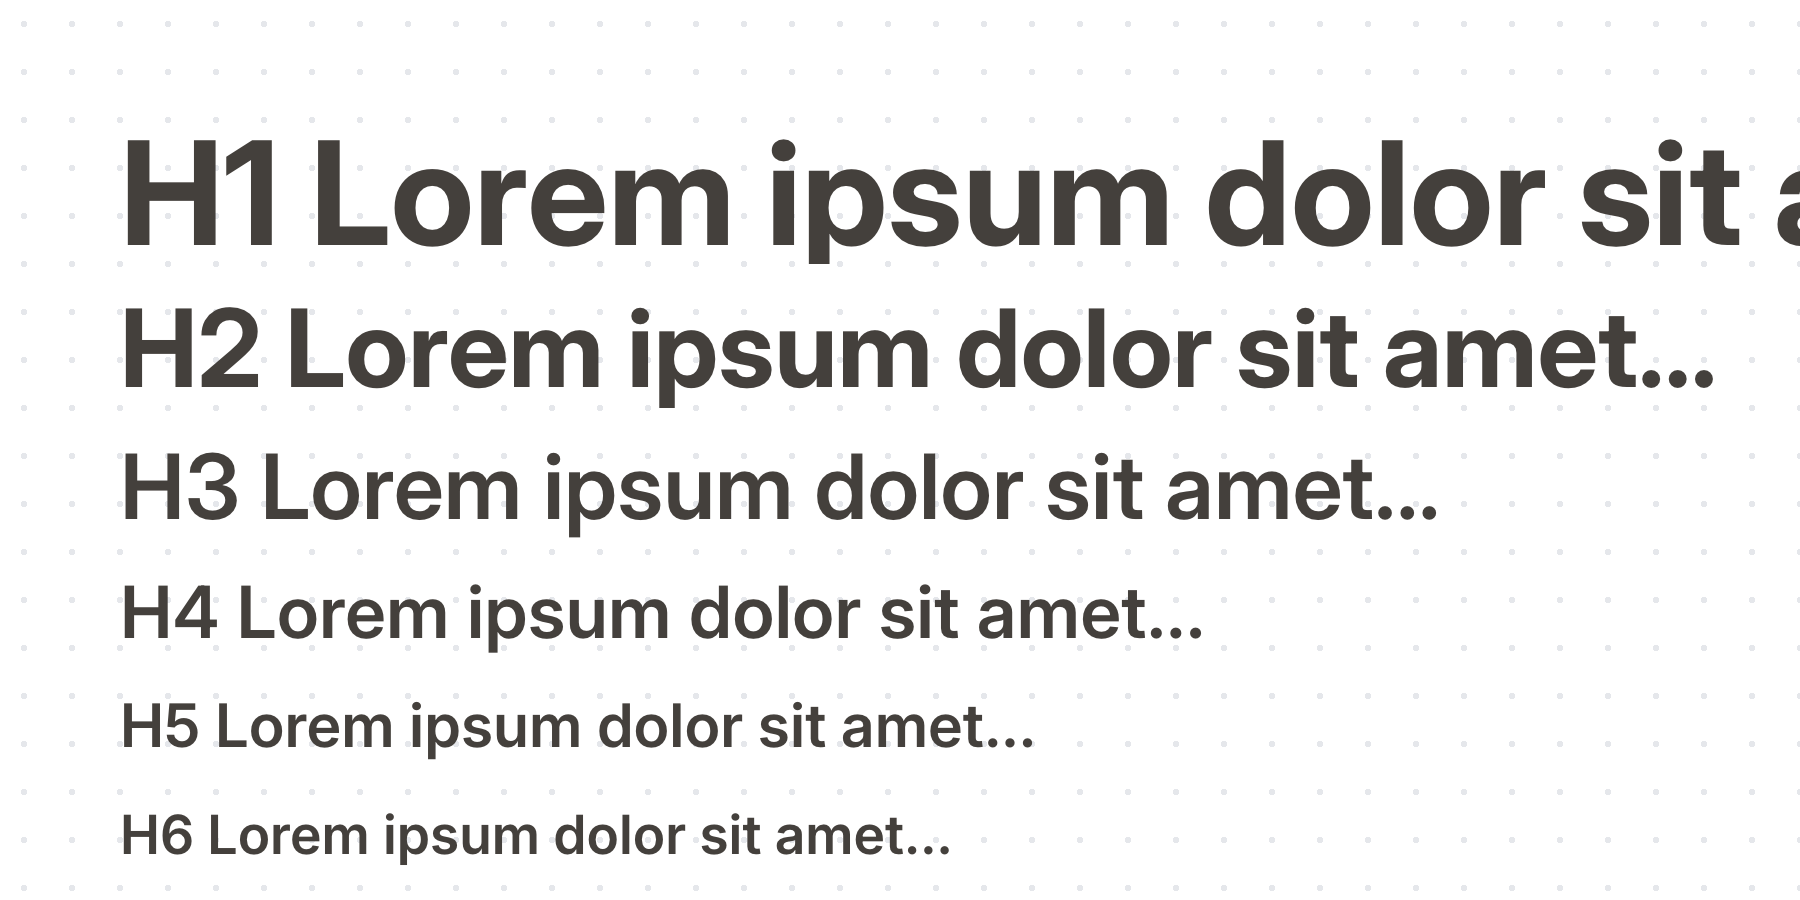 H1 Lorem ipsum dolor sit
H2 Lorem ipsum dolor sit amet...
H3 Lorem ipsum dolor sit amet...
H4 Lorem ipsum dolor sit amet...
H5 Lorem ipsum dolor sit amet...
H6 Lorem ipsum dolor sit amet...